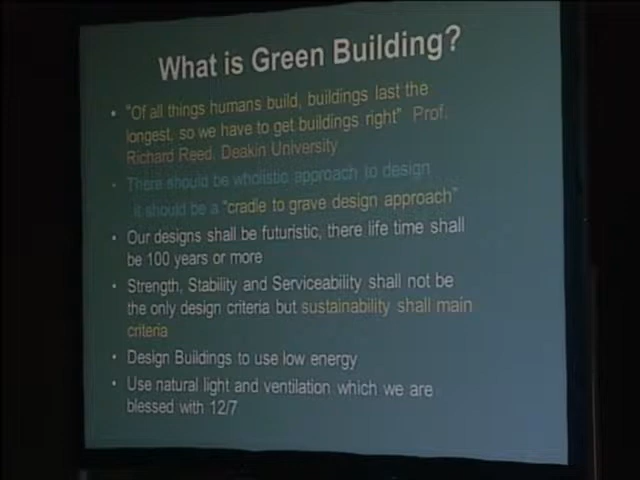 What is Green Building?
• "Of all things humans build, buildings last the
longest, so we have to get buildings right" Prof.
Richard Reed, Deakin University
• There should be wholistic approach to design
it should be a "cradle to grave design approach"
• Our designs shall be futuristic, there life time shall
be 100 years or more
• Strength, Stability and Serviceability shall not be
the only design criteria but sustainability shall main
criteria
• Design Buildings to use low energy
• Use natural light and ventilation which we are
blessed with 12/7